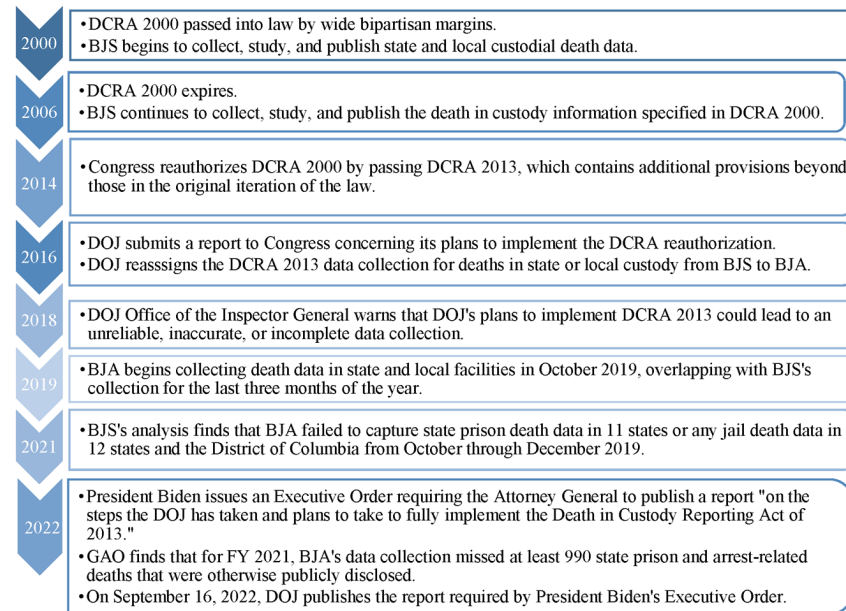 2000
•DCRA 2000 passed into law by wide bipartisan margins.
•BJS begins to collect, study, and publish state and local custodial death data.
2006
•DCRA 2000 expires.
•BJS continues to collect, study, and publish the death in custody information specified in DCRA 2000.
2014
•Congress reauthorizes DCRA 2000 by passing DCRA 2013, which contains additional provisions beyond
those in the original iteration of the law.
2016
•DOJ submits a report to Congress concerning its plans to implement the DCRA reauthorization.
•DOJ reasssigns the DCRA 2013 data collection for deaths in state or local custody from BJS to BJA.
2018
•DOJ Office of the Inspector General warns that DOJ's plans to implement DCRA 2013 could lead to an
unreliable, inaccurate, or incomplete data collection.
2019
•BJA begins collecting death data in state and local facilities in October 2019, overlapping with BJS's
collection for the last three months of the year.
2021
•BJS's analysis finds that BJA failed to capture state prison death data in 11 states or any jail death data in
12 states and the District of Columbia from October through December 2019.
2022
•President Biden issues an Executive Order requiring the Attorney General to publish a report "on the
steps the DOJ has taken and plans to take to fully implement the Death in Custody Reporting Act of
2013."
•GAO finds that for FY 2021, BJA's data collection missed at least 990 state prison and arrest-related
deaths that were otherwise publicly disclosed.
•On September 16, 2022, DOJ publishes the report required by President Biden's Executive Order.